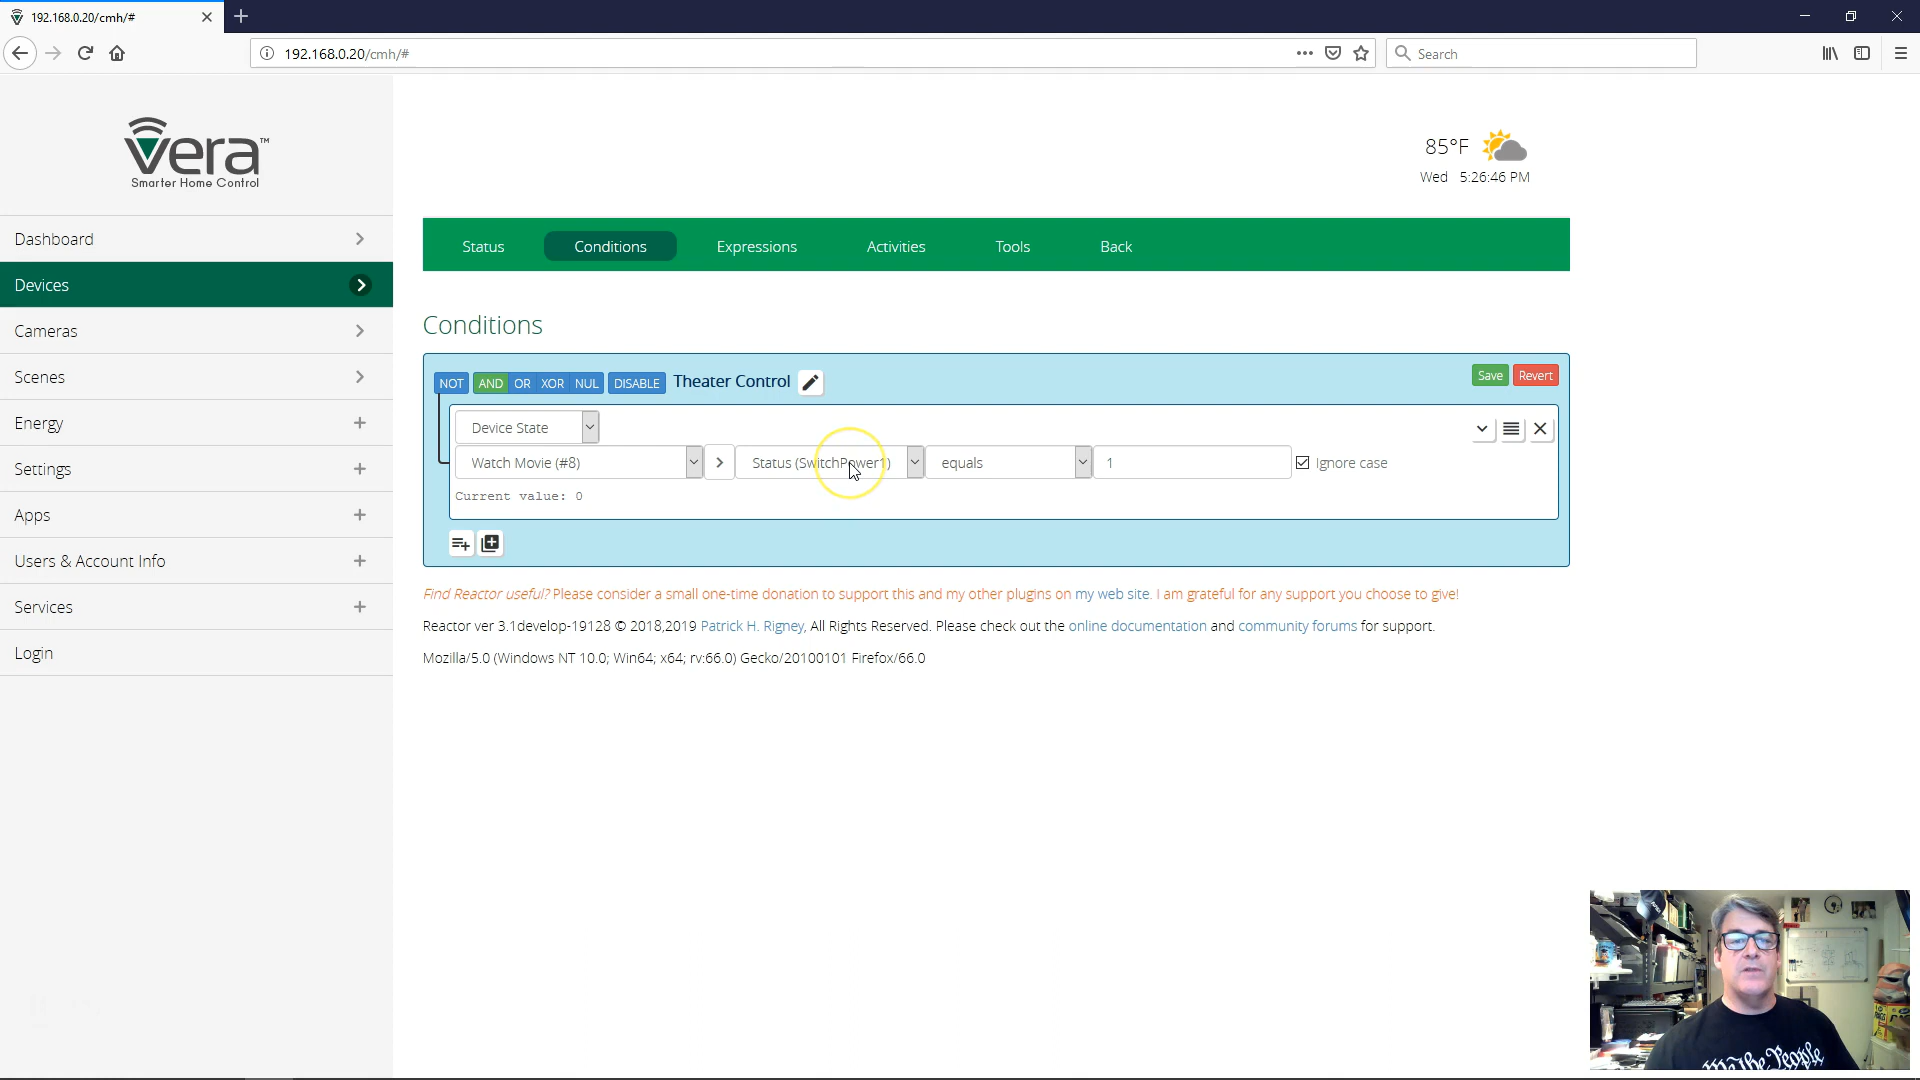 192.168.0.20/cmh/#
192.168.0.20/cmh/#
Search
Vera™
Smarter Home Control
85°F
Wed 5:26:46 PM
Dashboard
Devices
Cameras
Scenes
Energy
Settings
Apps
Users & Account Info
Services
Login
Status Conditions Expressions Activities Tools Back
Conditions
NOT AND OR XOR NUL DISABLE Theater Control Save Revert
Device State
Watch Movie (#8) Status (SwitchPower1) equals 1 Ignore case
Current value: 0
Find Reactor useful? Please consider a small one-time donation to support this and my other plugins on my web site. I am grateful for any support you choose to give!
Reactor ver 3.1develop-19128 © 2018,2019 Patrick H. Rigney, All Rights Reserved. Please check out the online documentation and community forums for support.
Mozilla/5.0 (Windows NT 10.0; Win64; x64; rv:66.0) Gecko/20100101 Firefox/66.0
We the People